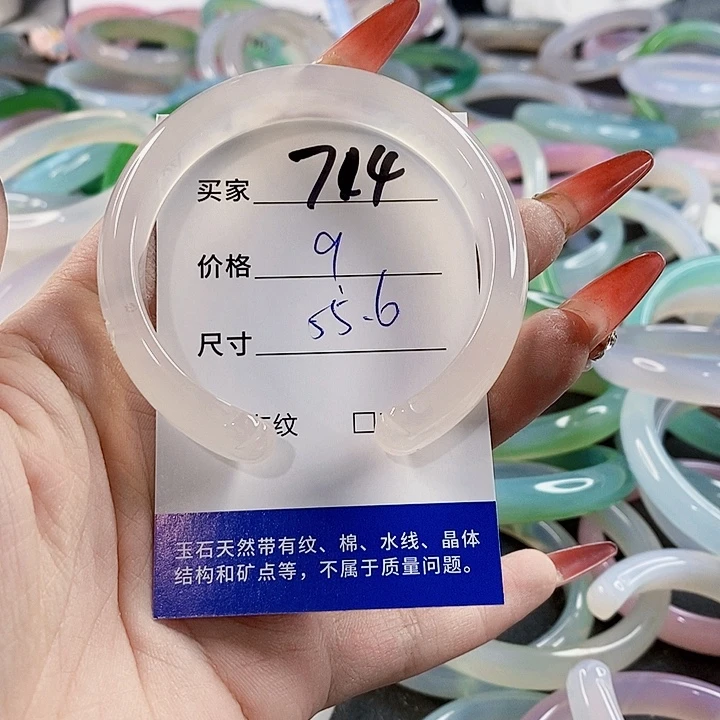 买家 714
价格 9
尺寸 55.6
纹 □
玉石天然带有纹、棉、水线、晶体
结构和矿点等，不属于质量问题。